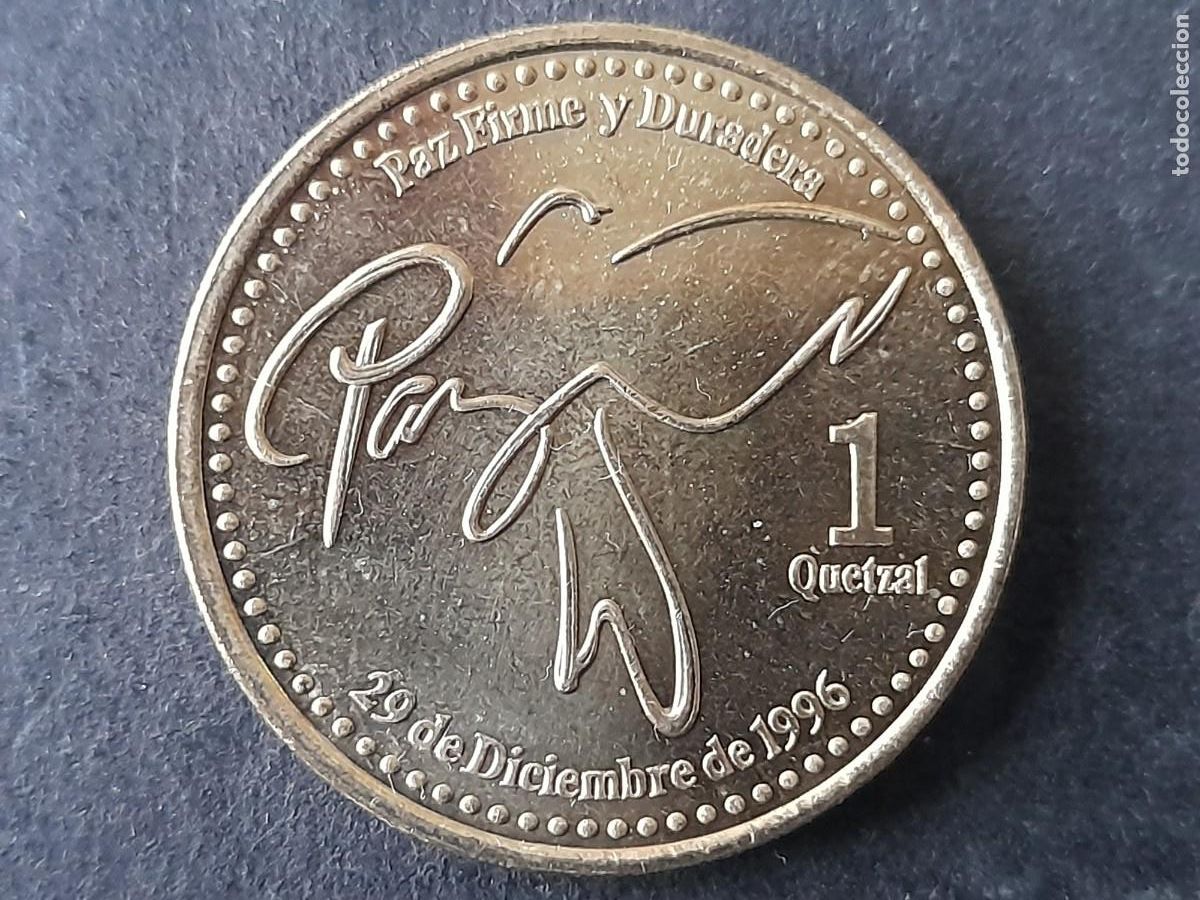 Paz Firme y Duradera
Paz
1
Quetzal
29 de Diciembre de 1996
todocoleccion